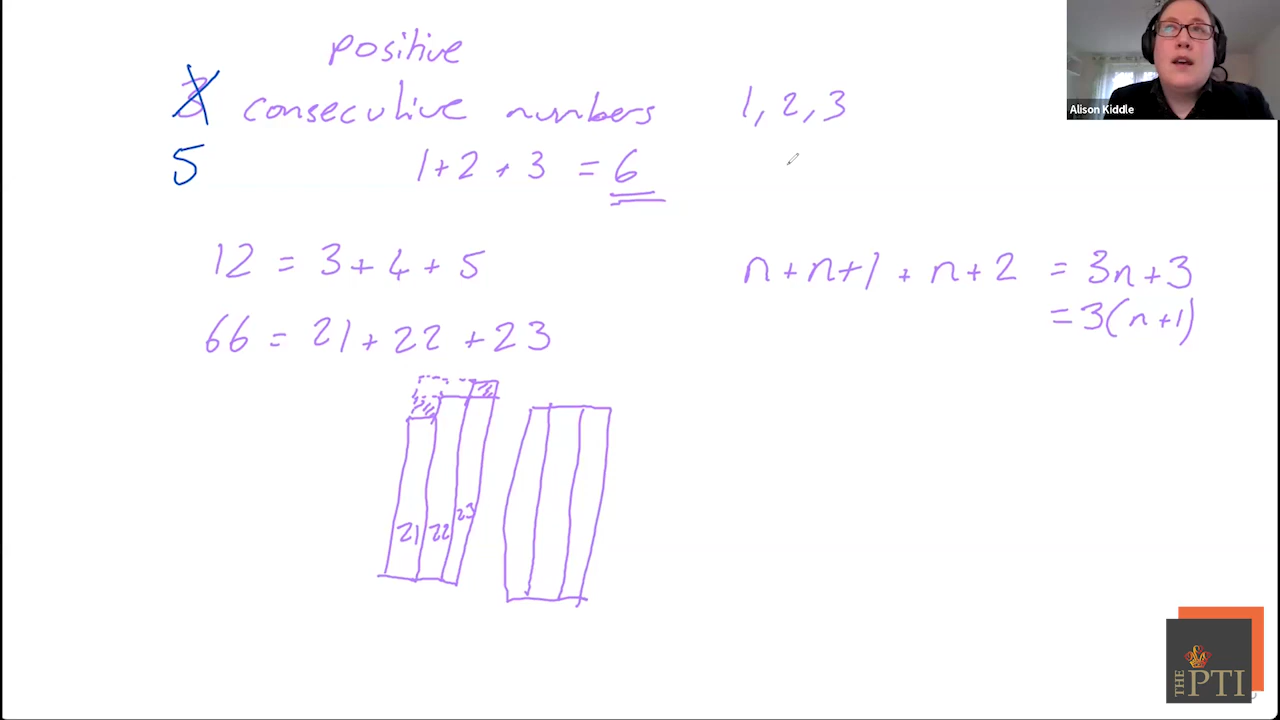 positive
3 consecutive numbers 1, 2, 3
5 1+2+3 = 6
12 = 3+4+5
66 = 21+22+23
n+n+1+n+2 = 3n+3
= 3(n+1)
21 22 23
Alison Kiddle
THE PTI